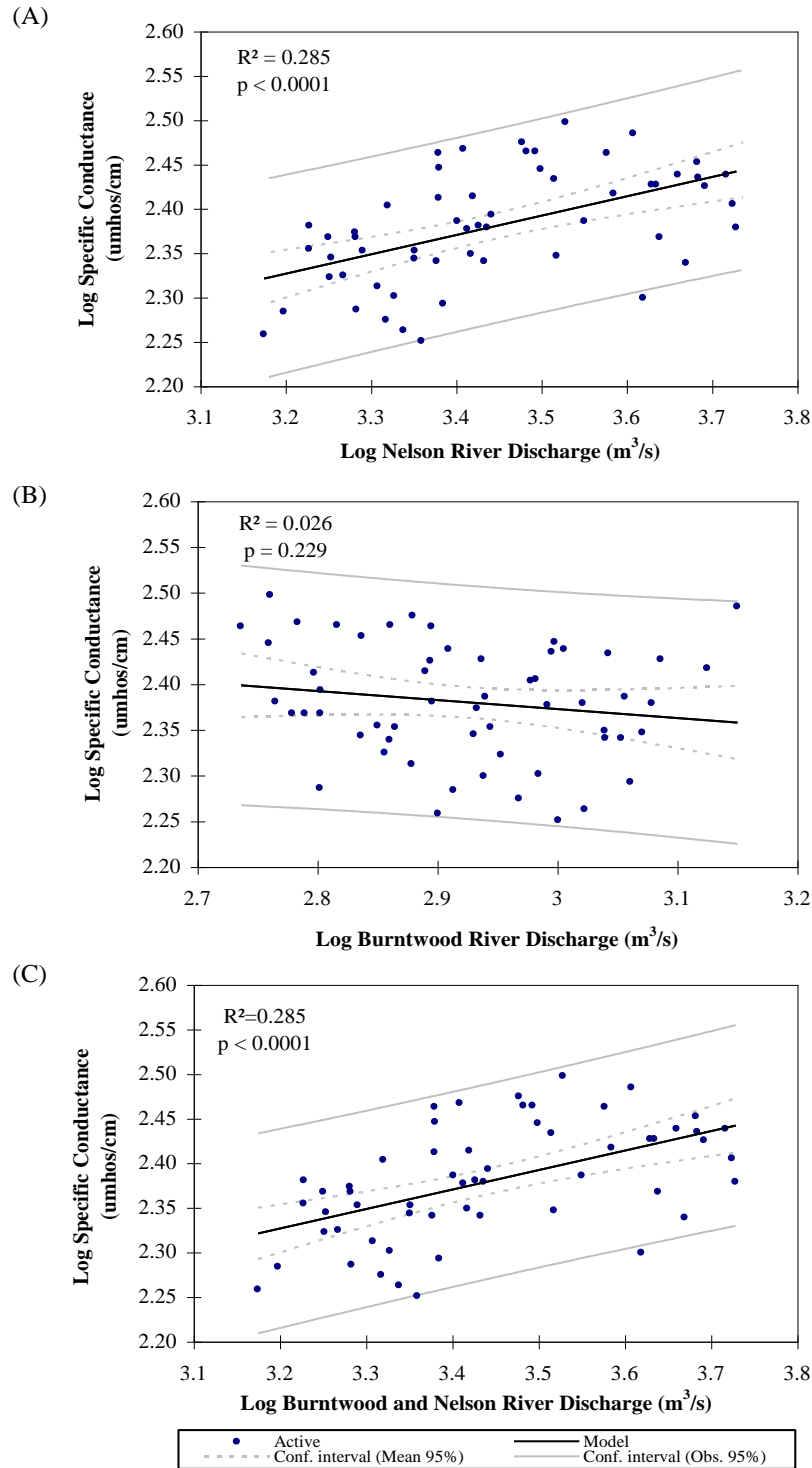 (A)
2.60
R² = 0.285
2.55
p < 0.0001
2.50
2.45
2.40
2.35
2.30
2.25
2.20
Log Specific Conductance
(umhos/cm)
3.1 3.2 3.3 3.4 3.5 3.6 3.7 3.8
Log Nelson River Discharge (m³/s)
(B)
2.60
R² = 0.026
2.55
p = 0.229
2.50
2.45
2.40
2.35
2.30
2.25
2.20
Log Specific Conductance
(umhos/cm)
2.7 2.8 2.9 3 3.1 3.2
Log Burntwood River Discharge (m³/s)
(C)
2.60
R²=0.285
2.55
p < 0.0001
2.50
2.45
2.40
2.35
2.30
2.25
2.20
Log Specific Conductance
(umhos/cm)
3.1 3.2 3.3 3.4 3.5 3.6 3.7 3.8
Log Burntwood and Nelson River Discharge (m³/s)
Active Model
Conf. interval (Mean 95%) Conf. interval (Obs. 95%)